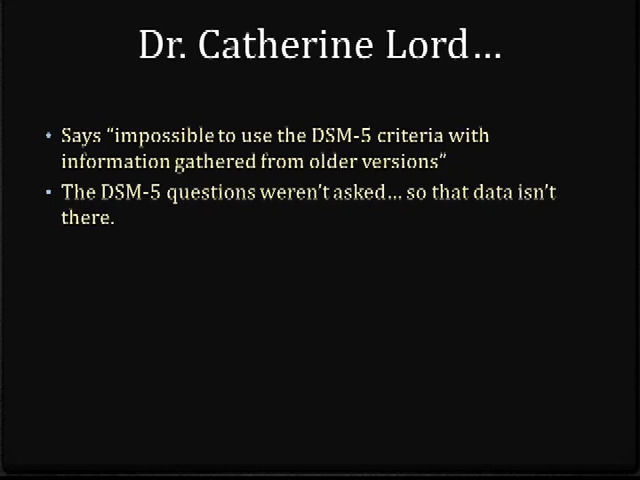 Dr. Catherine Lord…
• Says “impossible to use the DSM-5 criteria with
information gathered from older versions”
• The DSM-5 questions weren’t asked… so that data isn’t
there.